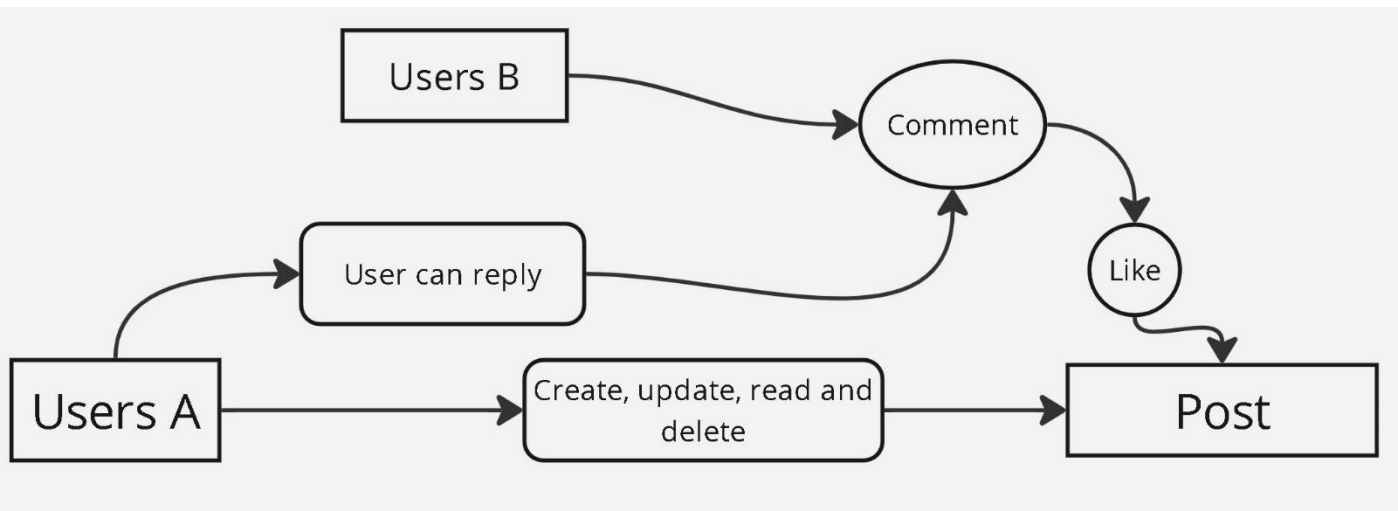 Users B
Comment
User can reply
Like
Users A
Create, update, read and
delete
Post